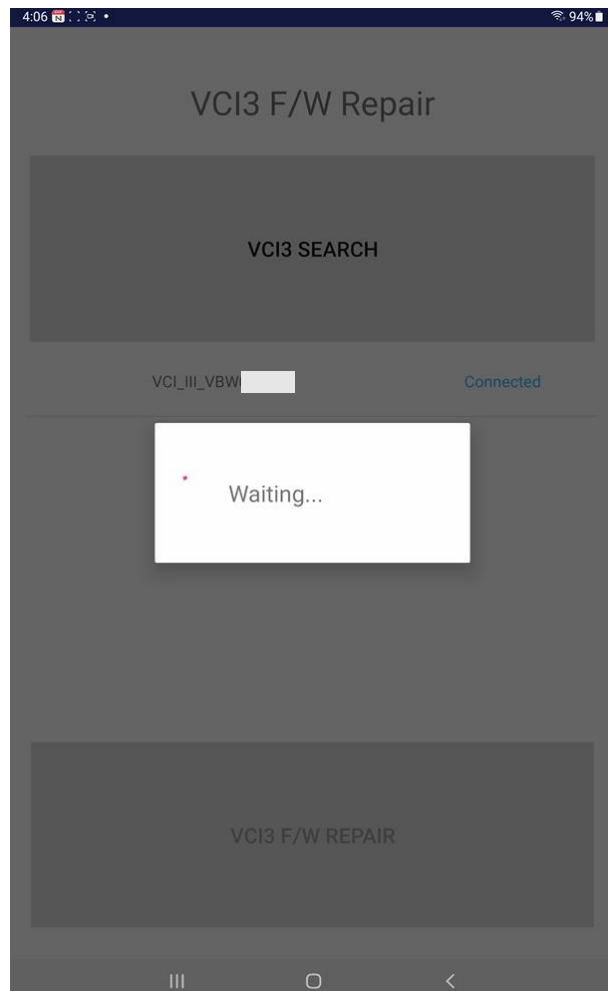 4:06 94%
VCI3 F/W Repair
VCI3 SEARCH
VCI_III_VBW Connected
Waiting...
VCI3 F/W REPAIR